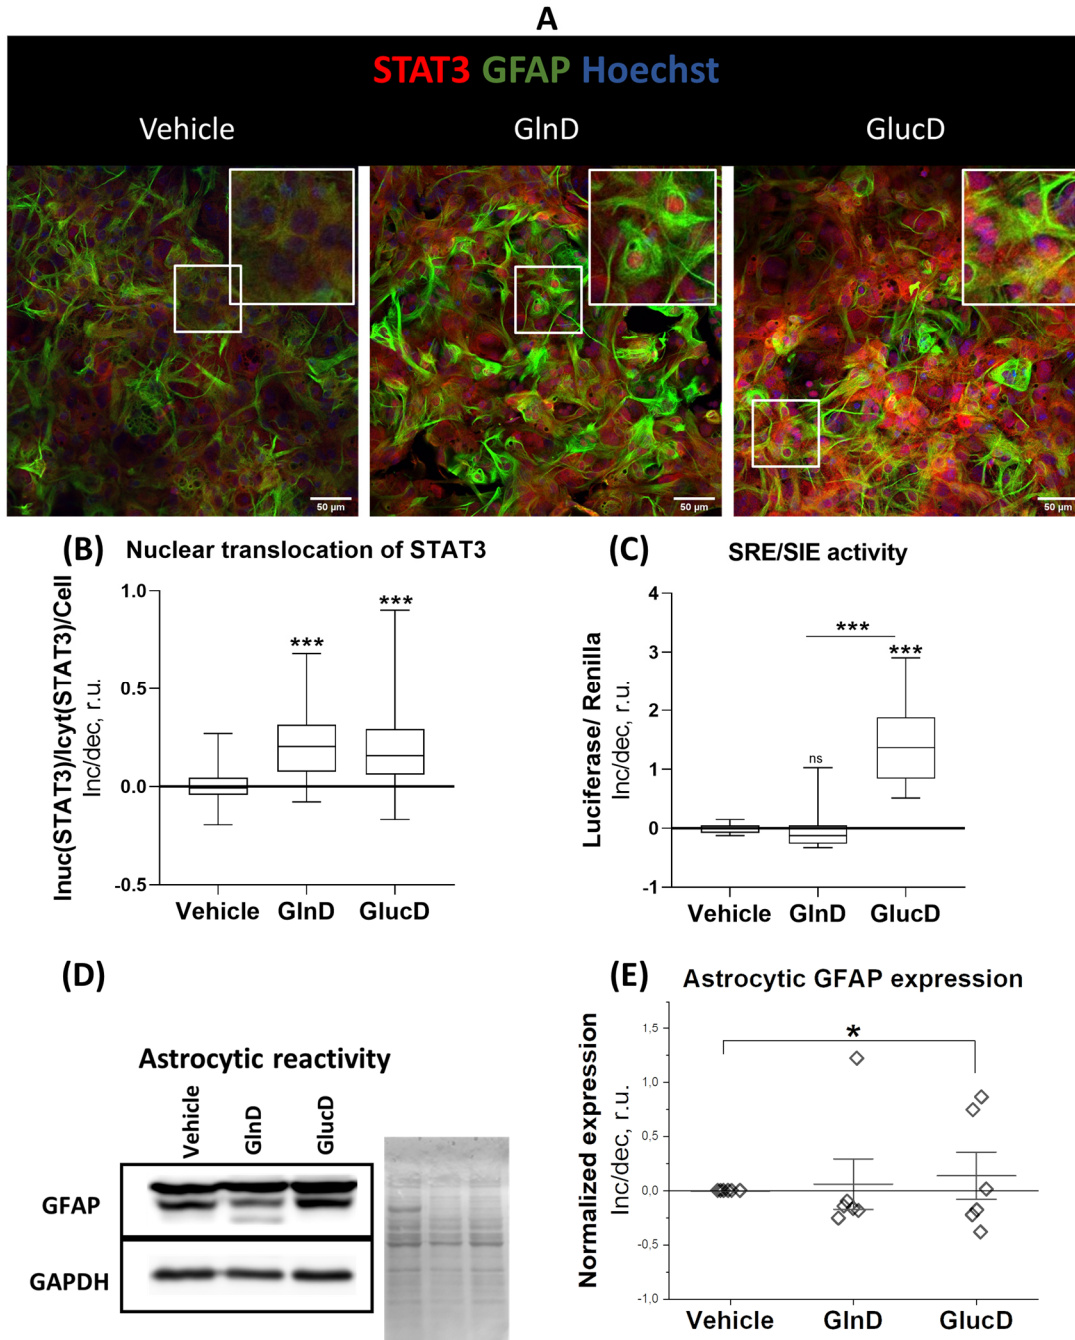 A
STAT3 GFAP Hoechst
Vehicle GlnD GlucD
50 µm 50 µm 50 µm
(B) Nuclear translocation of STAT3
Inuc(STAT3)/Icyt(STAT3)/Cell
Inc/dec, r.u.
1.0
0.5
0.0
-0.5
***
***
Vehicle GlnD GlucD
(C) SRE/SIE activity
Luciferase/ Renilla
Inc/dec, r.u.
4
3
2
1
0
-1
***
***
ns
Vehicle GlnD GlucD
(D)
Astrocytic reactivity
Vehicle
GlnD
GlucD
GFAP
GAPDH
(E) Astrocytic GFAP expression
Normalized expression
Inc/dec, r.u.
1,5
1,0
0,5
0,0
-0,5
-1,0
*
Vehicle GlnD GlucD